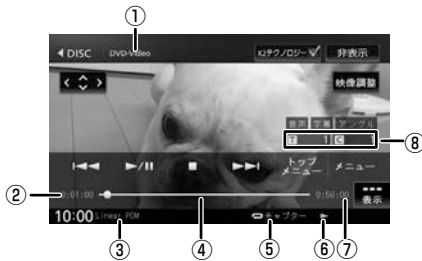 ①
◀ DISC DVD-Video K2テクノロジー 非表示
映像調整
音声 字幕 アングル
T 1 C ⑧
トップメニュー メニュー
② 0:01:00 0:50:00 表示
10:00 Linear PCM チャプター
③ ④ ⑤ ⑥ ⑦